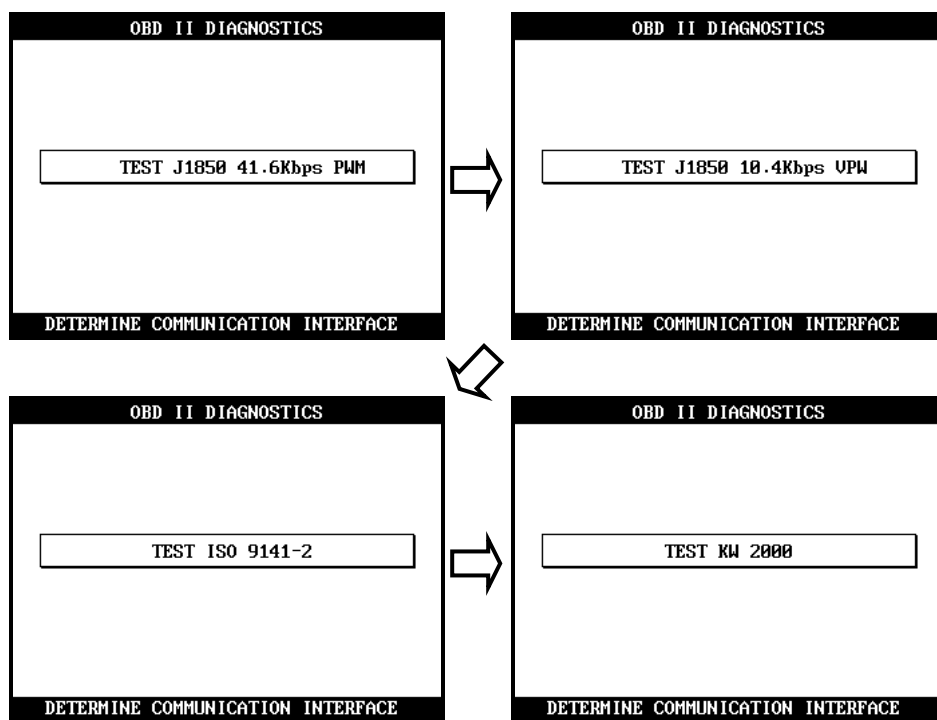 OBD II DIAGNOSTICS
TEST J1850 41.6Kbps PWM
DETERMINE COMMUNICATION INTERFACE
OBD II DIAGNOSTICS
TEST J1850 10.4Kbps VPW
DETERMINE COMMUNICATION INTERFACE
OBD II DIAGNOSTICS
TEST ISO 9141-2
DETERMINE COMMUNICATION INTERFACE
OBD II DIAGNOSTICS
TEST KW 2000
DETERMINE COMMUNICATION INTERFACE